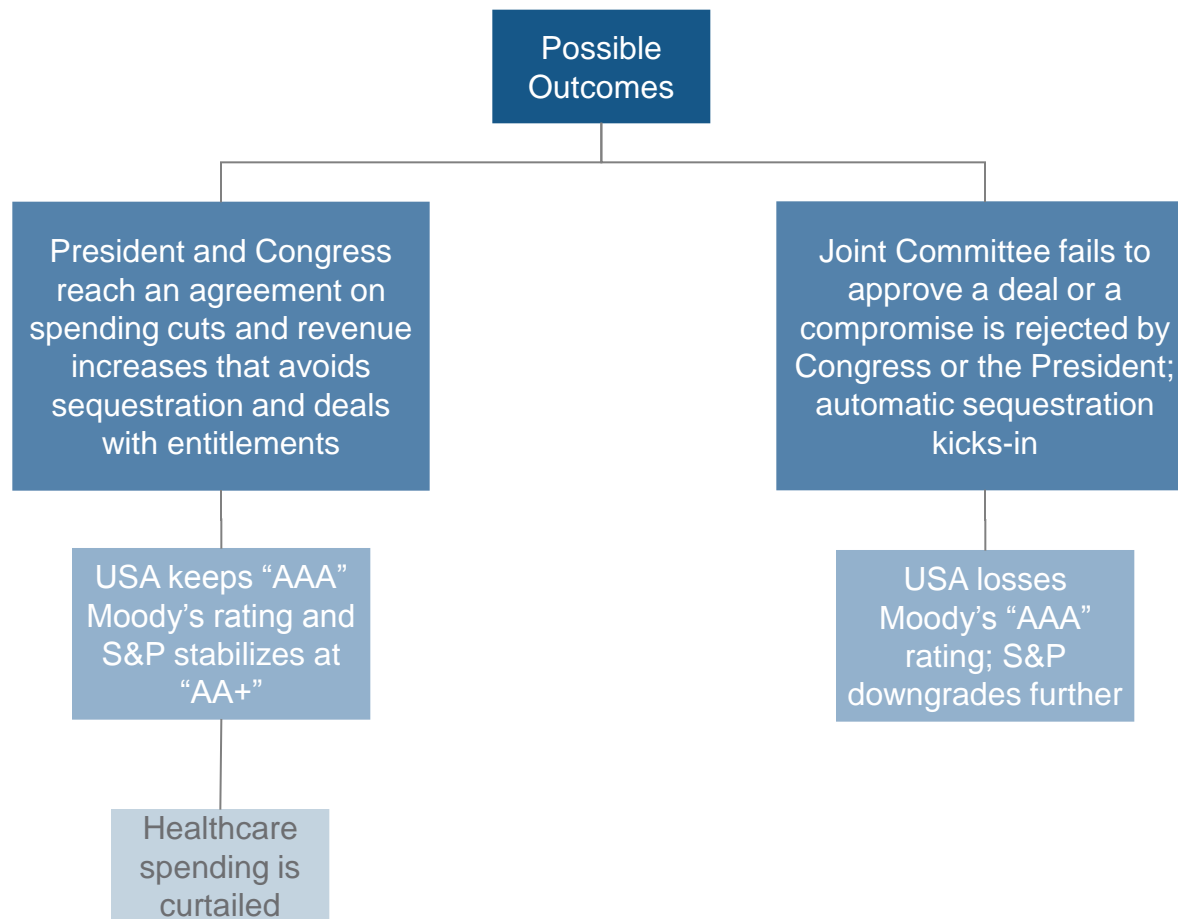 Possible
Outcomes
President and Congress
reach an agreement on
spending cuts and revenue
increases that avoids
sequestration and deals
with entitlements
Joint Committee fails to
approve a deal or a
compromise is rejected by
Congress or the President;
automatic sequestration
kicks-in
USA keeps “AAA”
Moody’s rating and
S&P stabilizes at
“AA+”
USA losses
Moody’s “AAA”
rating; S&P
downgrades further
Healthcare
spending is
curtailed